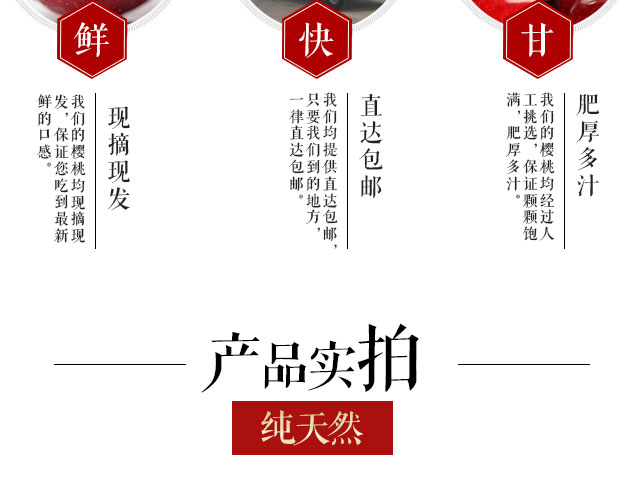 鲜
现摘现发
我们的樱桃均现摘现
发，保证您吃到最新
鲜的口感。
快
直达包邮
我们均提供直达包邮，
只要我们到的地方，
一律直达包邮。
甘
肥厚多汁
我们的樱桃均经过人
工挑选，保证颗颗饱
满，肥厚多汁。
产品实拍
纯天然